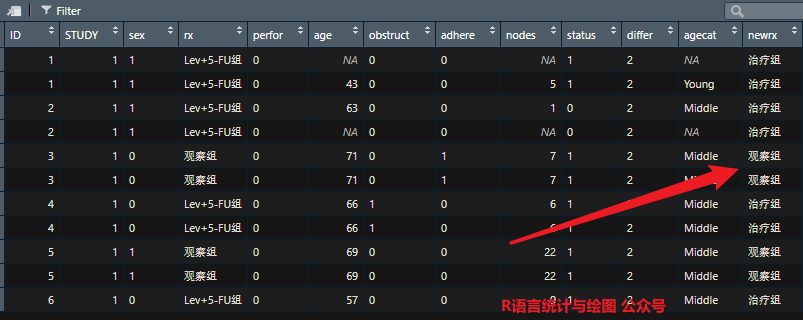 Filter
ID STUDY sex rx perfor age obstruct adhere nodes status differ agecat newrx
1 1 1 Lev+5-FU组 0 NA 0 0 NA 1 2 NA 治疗组
1 1 1 Lev+5-FU组 0 43 0 0 5 1 2 Young 治疗组
2 1 1 Lev+5-FU组 0 63 0 0 1 0 2 Middle 治疗组
2 1 1 Lev+5-FU组 0 NA 0 0 NA 0 2 NA 治疗组
3 1 0 观察组 0 71 0 1 7 1 2 Middle 观察组
3 1 0 观察组 0 71 0 1 7 1 2 Middle 观察组
4 1 0 Lev+5-FU组 0 66 1 0 6 1 2 Middle 治疗组
4 1 0 Lev+5-FU组 0 66 1 0 6 1 2 Middle 治疗组
5 1 1 观察组 0 69 0 0 22 1 2 Middle 观察组
5 1 1 观察组 0 69 0 0 22 1 2 Middle 观察组
6 1 0 Lev+5-FU组 0 57 0 0 9 1 2 Middle 治疗组
R语言统计与绘图 公众号